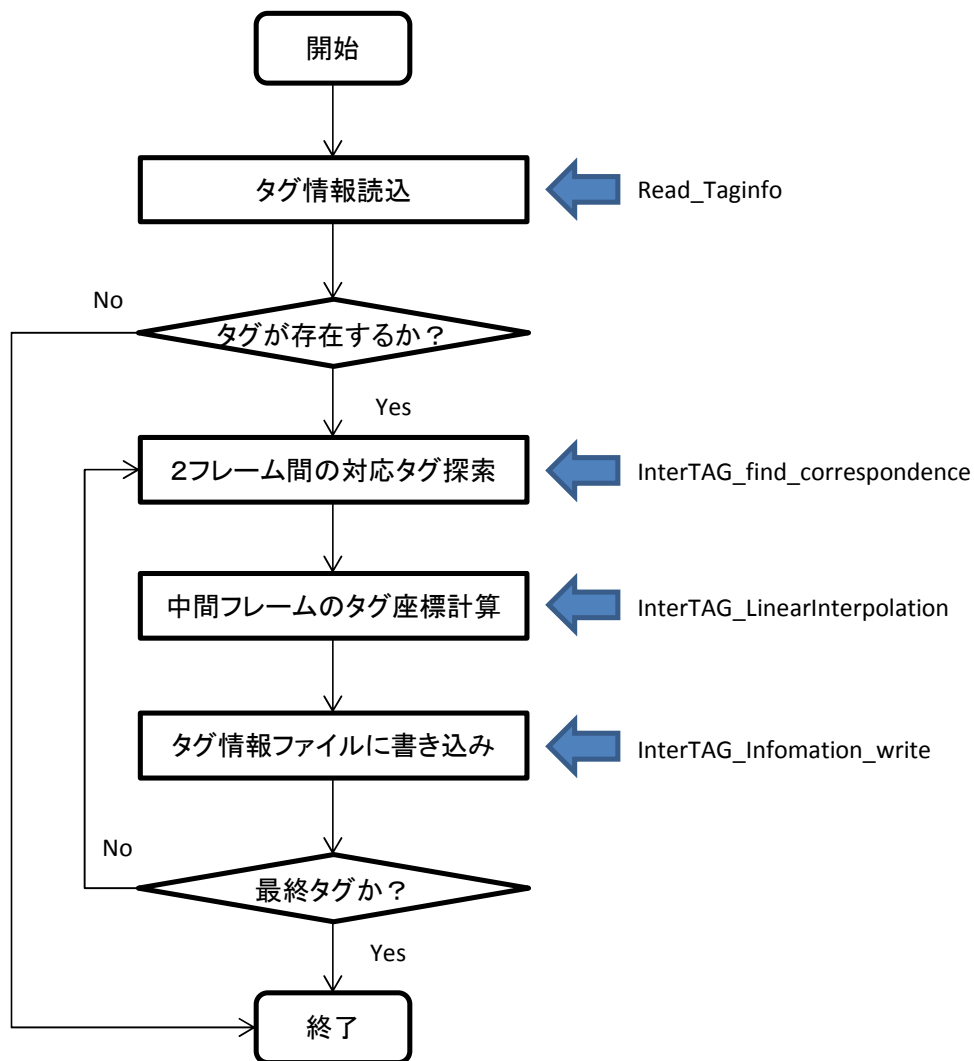 開始
タグ情報読込
Read_Taginfo
No
タグが存在するか？
Yes
２フレーム間の対応タグ探索
InterTAG_find_correspondence
中間フレームのタグ座標計算
InterTAG_LinearInterpolation
タグ情報ファイルに書き込み
InterTAG_Infomation_write
No
最終タグか？
Yes
終了